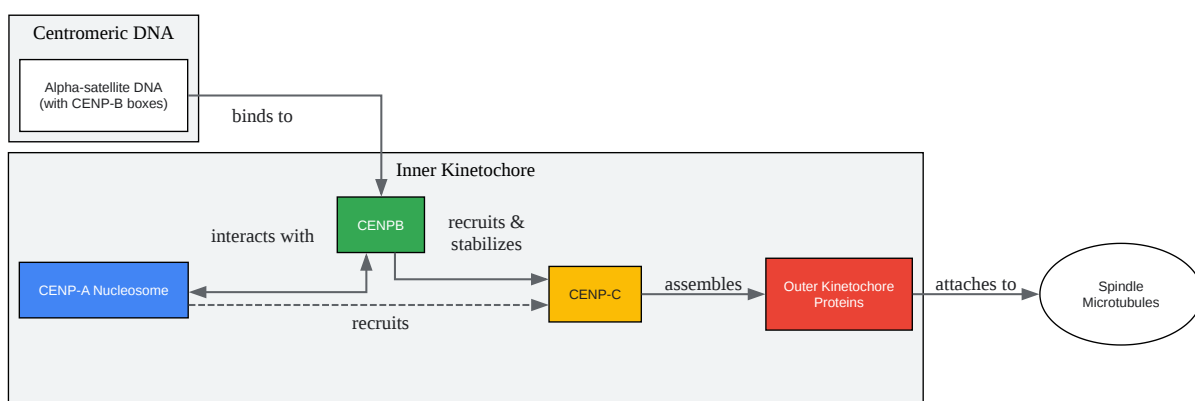 Centromeric DNA
Alpha-satellite DNA
(with CENP-B boxes)
binds to
Inner Kinetochore
CENPB
recruits &
stabilizes
interacts with
CENP-A Nucleosome
recruits
CENP-C
assembles
Outer Kinetochore
Proteins
attaches to
Spindle
Microtubules